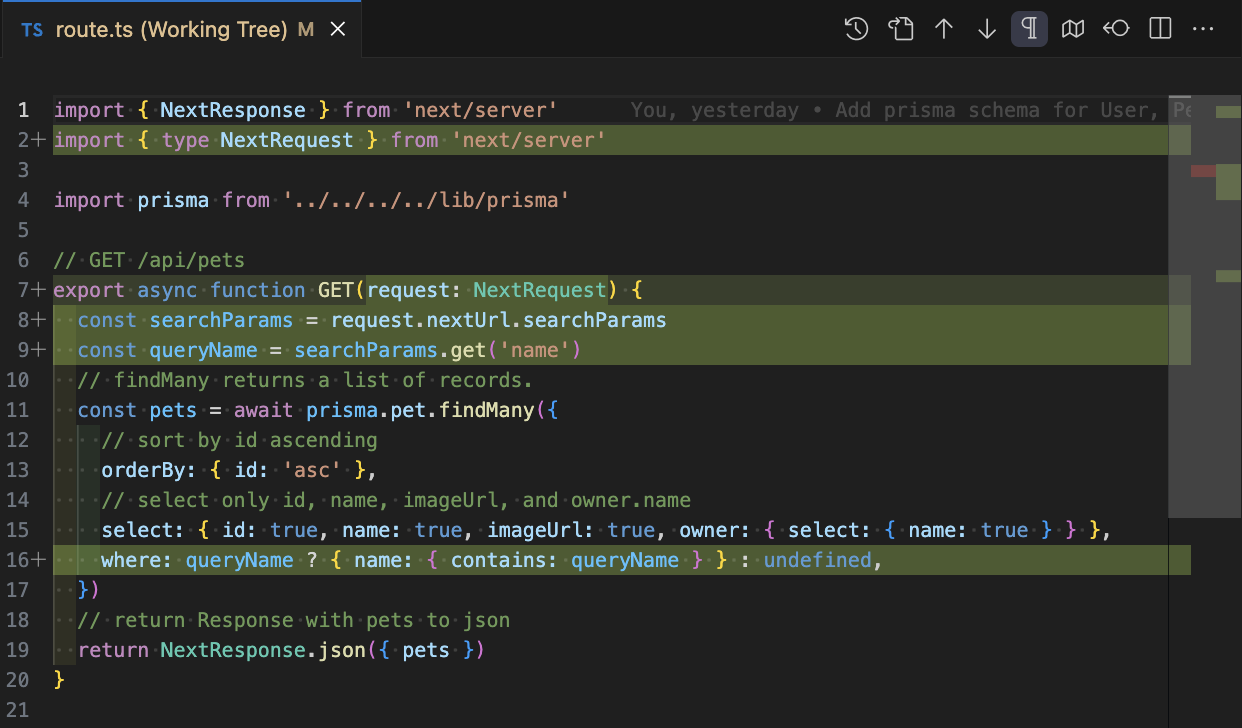 TS route.ts (Working Tree) M
1 import { NextResponse } from 'next/server' You, yesterday • Add prisma schema for User, Pe
2+ import { type NextRequest } from 'next/server'
3
4 import prisma from '../../../../lib/prisma'
5
6 // GET /api/pets
7+ export async function GET(request: NextRequest) {
8+ const searchParams = request.nextUrl.searchParams
9+ const queryName = searchParams.get('name')
10 // findMany returns a list of records.
11 const pets = await prisma.pet.findMany({
12 // sort by id ascending
13 orderBy: { id: 'asc' },
14 // select only id, name, imageUrl, and owner.name
15 select: { id: true, name: true, imageUrl: true, owner: { select: { name: true } } },
16+ where: queryName ? { name: { contains: queryName } } : undefined,
17 })
18 // return Response with pets to json
19 return NextResponse.json({ pets })
20 }
21